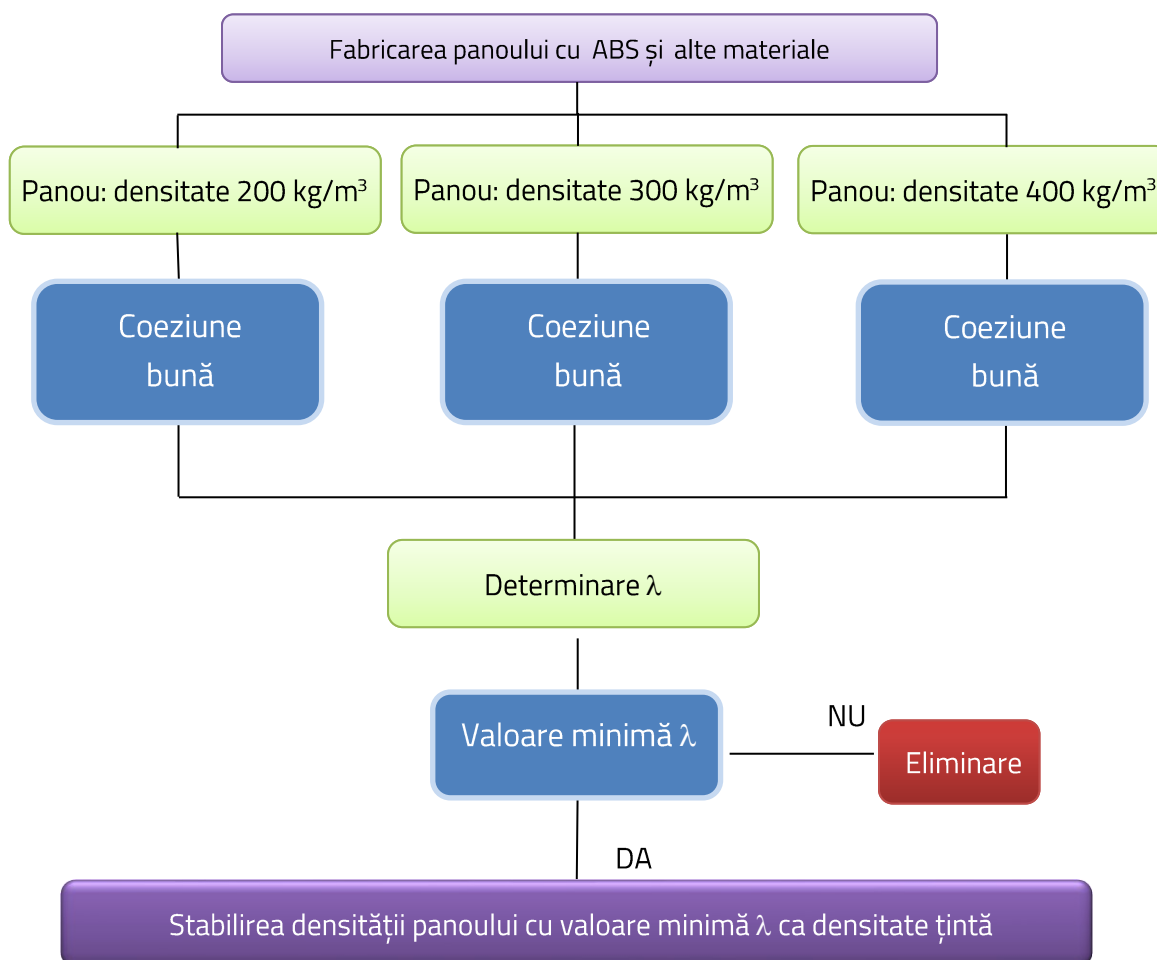 Fabricarea panoului cu ABS și alte materiale
Panou: densitate 200 kg/m³
Panou: densitate 300 kg/m³
Panou: densitate 400 kg/m³
Coeziune
bună
Coeziune
bună
Coeziune
bună
Determinare λ
Valoare minimă λ
NU
Eliminare
DA
Stabilirea densității panoului cu valoare minimă λ ca densitate țintă